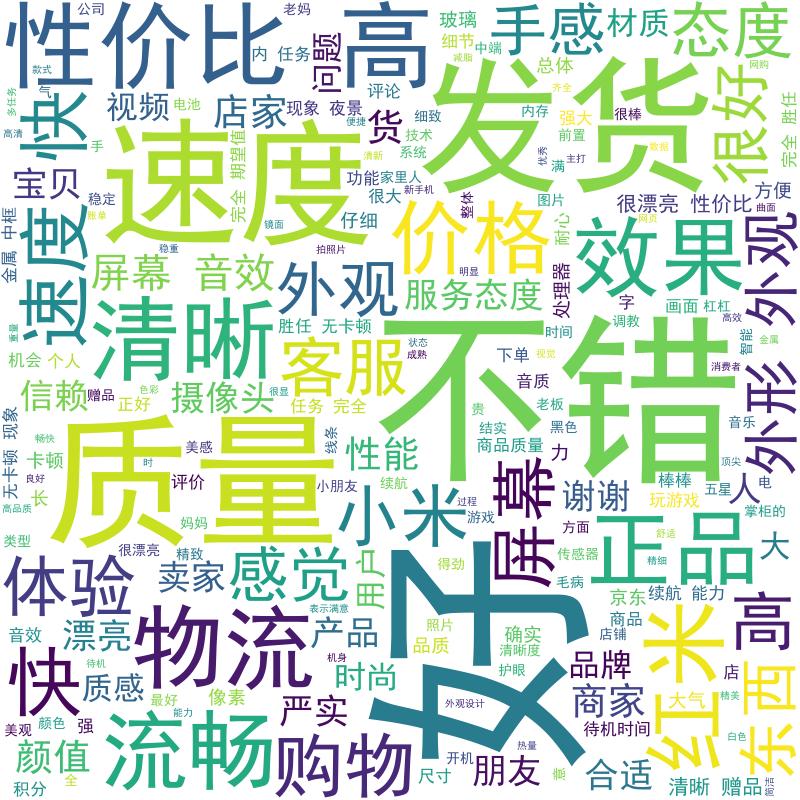 公司
老妈
性价比
高
问题
内
任务
玻璃
细节
中端
手感
材质
态度
款式
气
多任务
高清
手
快
视频
电池
店家
现象
夜景
评论
总体
减脂
网购
齐全
很好
胜任
完全
货
细致
便捷
技术
系统
内存
前置
强大
很棒
优秀
主打
数据
发货
速度
期望值
完全
清新
功能
家里人
新手机
满
图片
宝贝
稳定
账单
很大
仔细
整体
很漂亮
性价比
方便
曲面
网页
金属
中框
速度
稳重
镜面
拍照片
价格
耐心
效果
外观
屏幕
音效
外观
明显
服务态度
处理器
字
画面
杠杠
调教
高效
重量
清晰
胜任
无卡顿
状态
成熟
时间
智能
金属
机会
个人
客服
下单
视觉
消费者
信赖
赠品
色彩
很显
正好
摄像头
任务
完全
音质
贵
老板
不错
外形
无卡顿
现象
畅快
卡顿
时
质量
美感
线条
性能
结实
黑色
商品质量
力
音乐
顶尖
良好
长
评价
小朋友
续航
屏幕
棒棒
五星
人
电
高品质
妈妈
小米
过程
游戏
谢谢
玩游戏
掌柜的
类型
很漂亮
精致
方面
正品
舒适
大
体验
卖家
感觉
用户
得劲
传感器
毛病
精细
京东
续航
能力
好
表示满意
音效
漂亮
物流
产品
照片
品质
确实
清晰度
护眼
商品
店铺
红米
高
待机
机身
快
质感
最好
像素
时尚
品牌
店
东西
严实
外观设计
商家
大气
精美
美观
颜色
强
能力
流畅
待机时间
白色
颜值
购物
开机
热量
朋友
合适
积分
全
尺寸
清晰
赠品
简洁